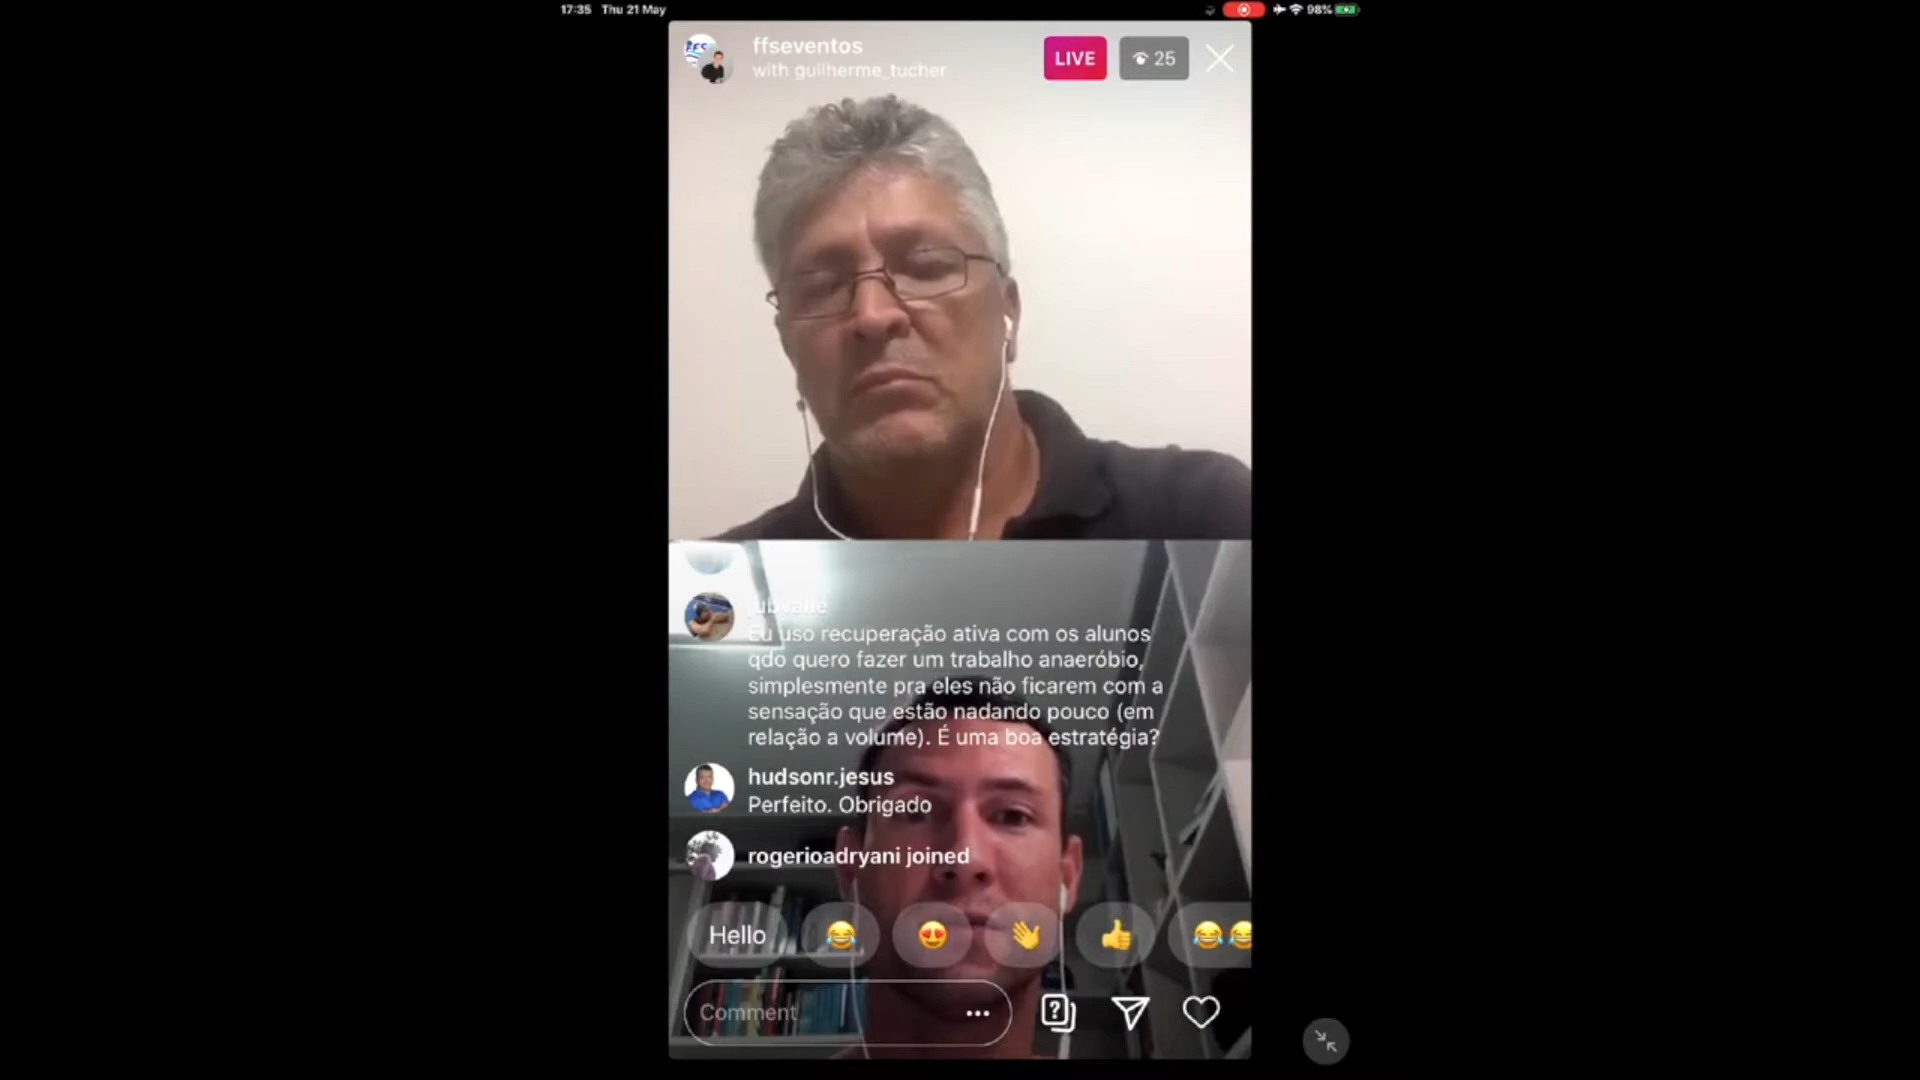 17:35 Thu 21 May
98%
ffseventos
with guilherme_tucher
LIVE
25
Eu uso recuperação ativa com os alunos
qdo quero fazer um trabalho anaeróbio,
simplesmente pra eles não ficarem com a
sensação que estão nadando pouco (em
relação a volume). É uma boa estratégia?
hudsonr.jesus
Perfeito. Obrigado
rogerioadryani joined
Hello
Comment